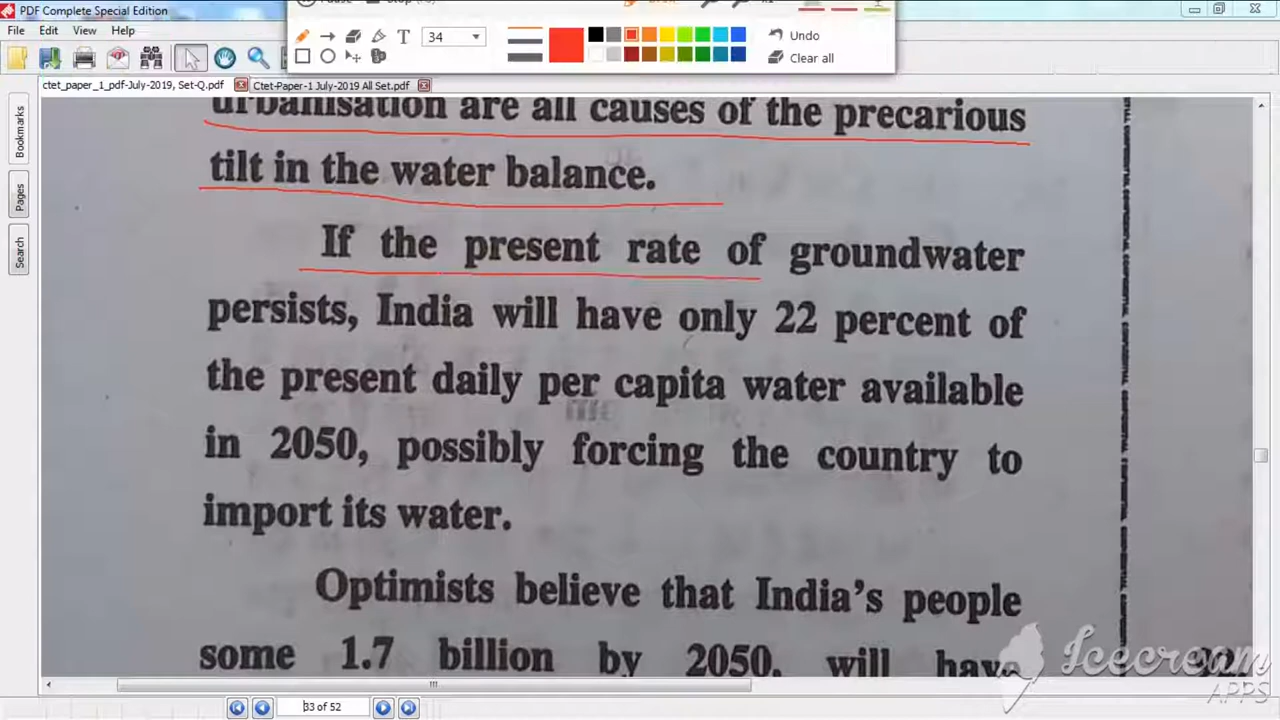 PDF Complete Special Edition
File Edit View Help
T 34 Undo
Clear all
ctet_paper_1_pdf-July-2019, Set-Q.pdf Ctet-Paper-1 July-2019 All Set.pdf
Bookmarks
Pages
Search
urbanisation are all causes of the precarious
tilt in the water balance.
If the present rate of groundwater
persists, India will have only 22 percent of
the present daily per capita water available
in 2050, possibly forcing the country to
import its water.
Optimists believe that India's people
some 1.7 billion by 2050, will have
Icecream
APPS
33 of 52